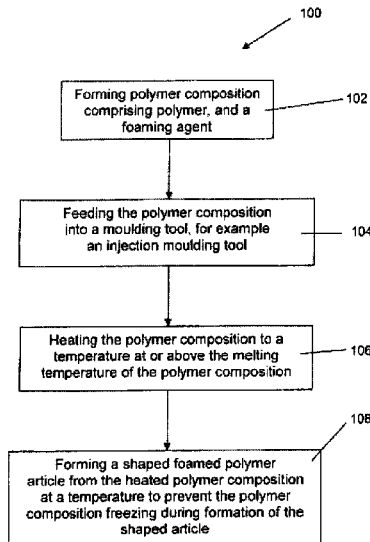 100
Forming polymer composition
comprising polymer, and a
foaming agent
102
Feeding the polymer composition
into a moulding tool, for example
an injection moulding tool
104
Heating the polymer composition to a
temperature at or above the melting
temperature of the polymer composition
106
Forming a shaped foamed polymer
article from the heated polymer composition
at a temperature to prevent the polymer
composition freezing during formation of the
shaped article
108